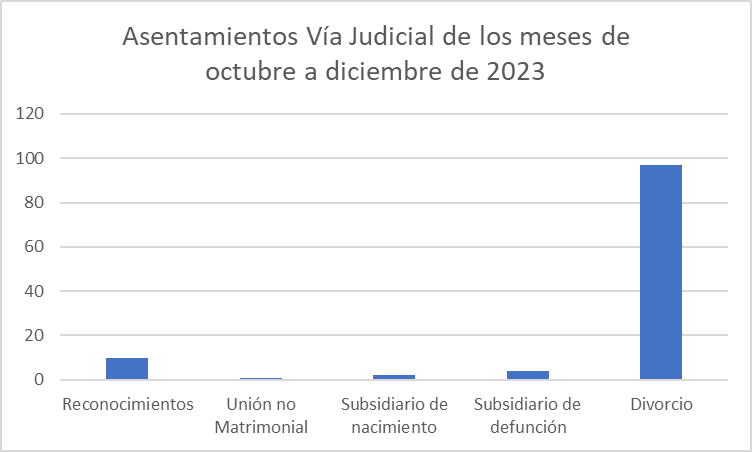 Asentamientos Vía Judicial de los meses de
octubre a diciembre de 2023
120
100
80
60
40
20
0
Reconocimientos
Unión no
Matrimonial
Subsidiario de
nacimiento
Subsidiario de
defunción
Divorcio